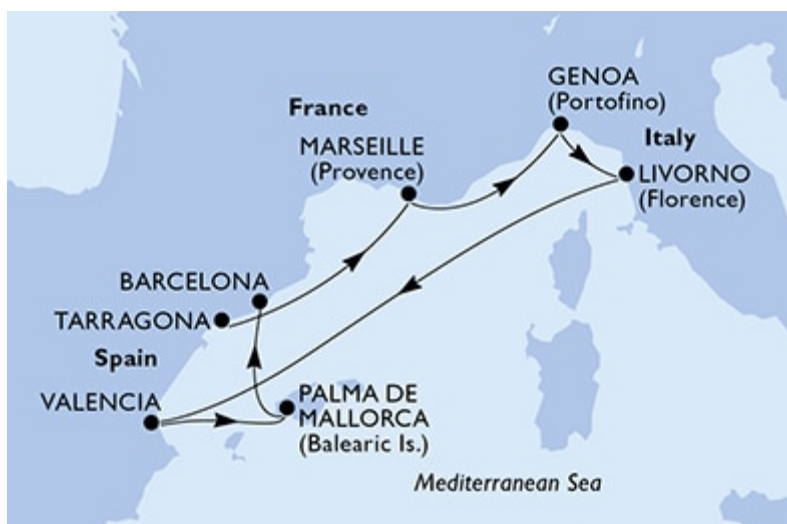 GENOA
(Portofino)
France
Italy
MARSEILLE
(Provence)
LIVORNO
(Florence)
BARCELONA
TARRAGONA
Spain
VALENCIA
PALMA DE
MALLORCA
(Balearic Is.)
Mediterranean Sea